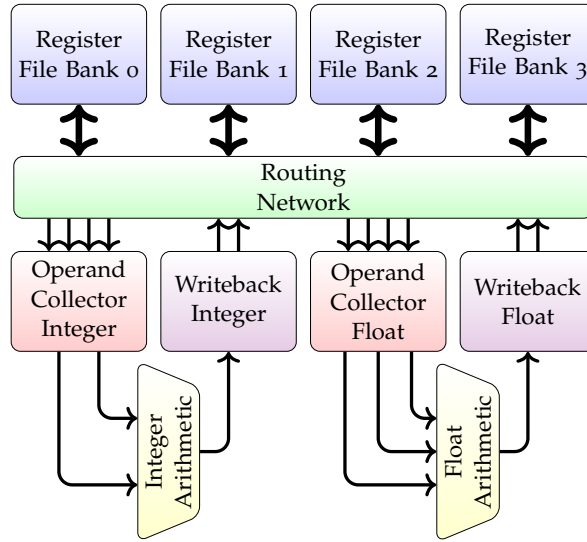 Register
File Bank 0
Register
File Bank 1
Register
File Bank 2
Register
File Bank 3
Routing
Network
Operand
Collector
Integer
Writeback
Integer
Operand
Collector
Float
Writeback
Float
Integer
Arithmetic
Float
Arithmetic